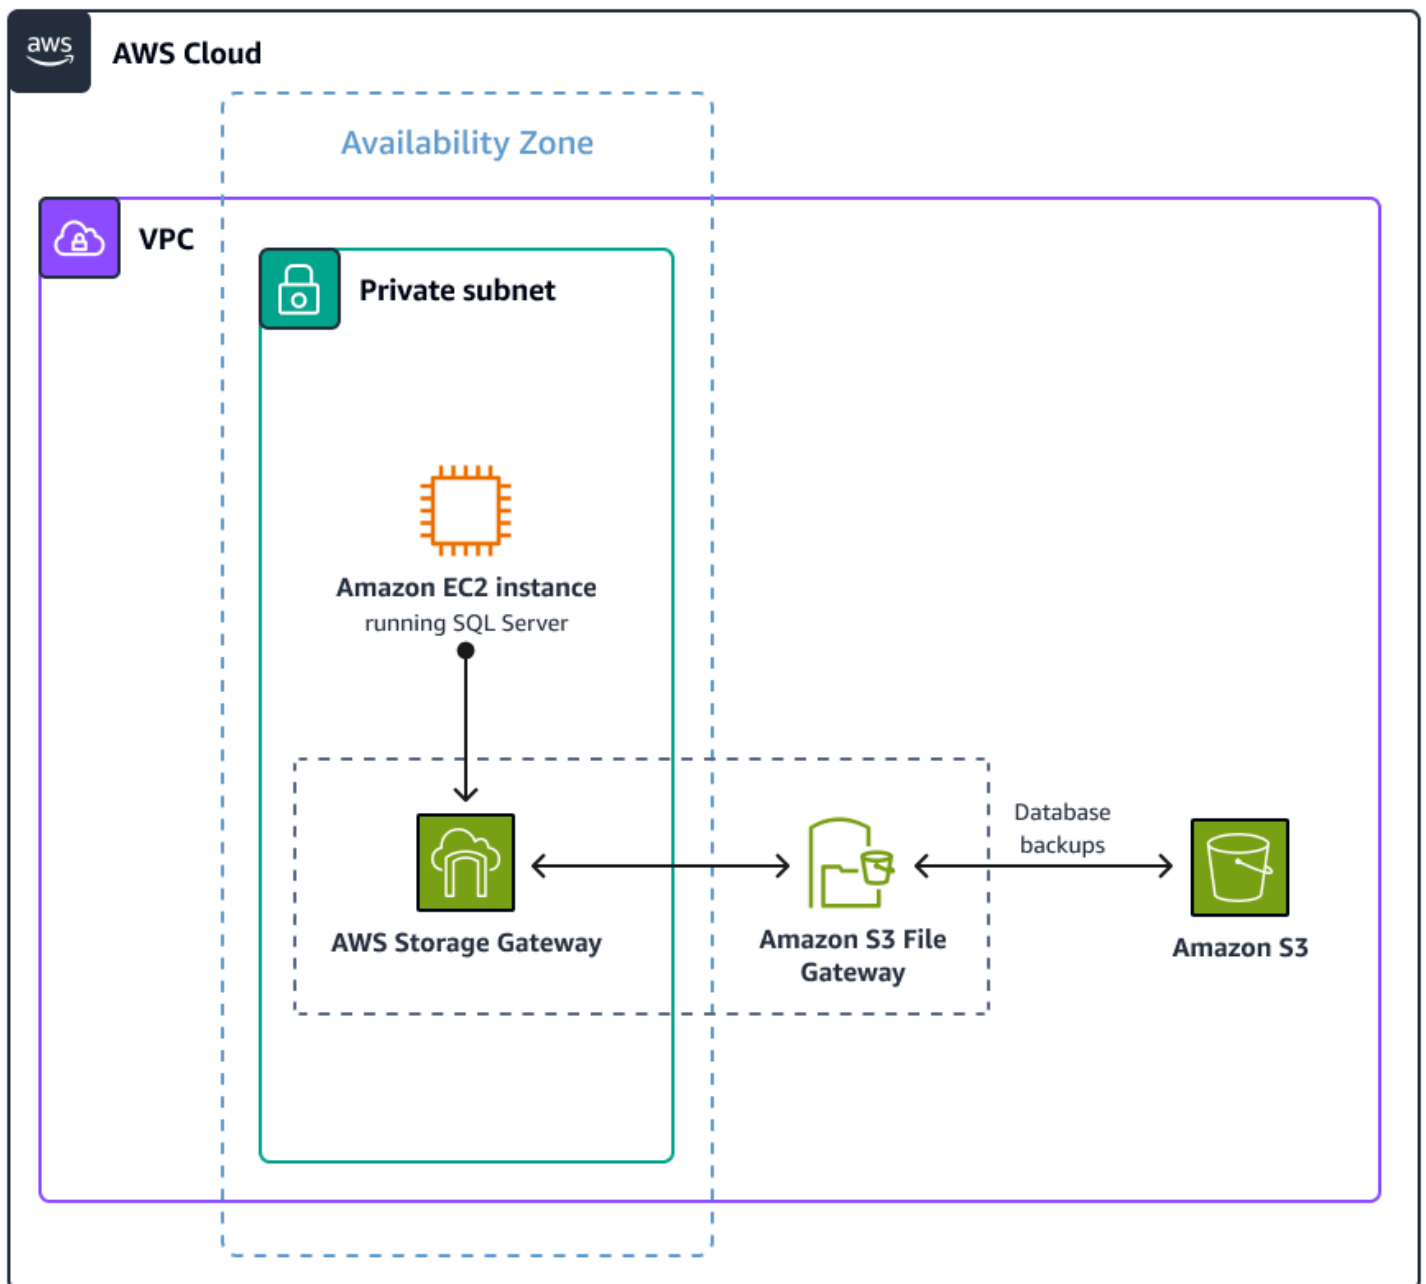 aws
AWS Cloud
Availability Zone
VPC
Private subnet
Amazon EC2 instance
running SQL Server
Database
backups
AWS Storage Gateway
Amazon S3 File
Gateway
Amazon S3